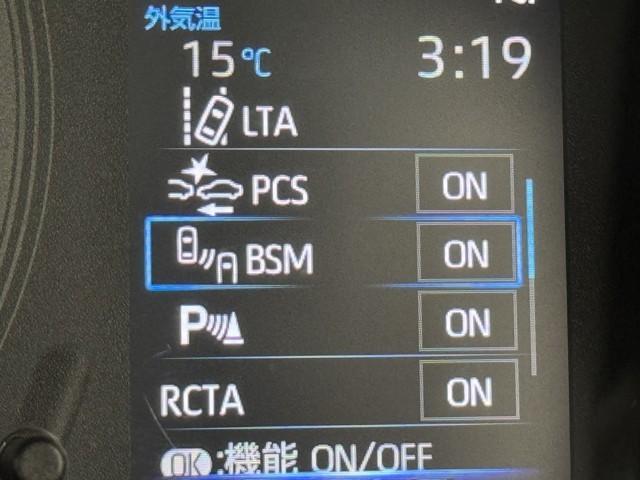 外気温
15℃ 3:19
LTA
PCS ON
BSM ON
P ON
RCTA ON
OK:機能 ON/OFF